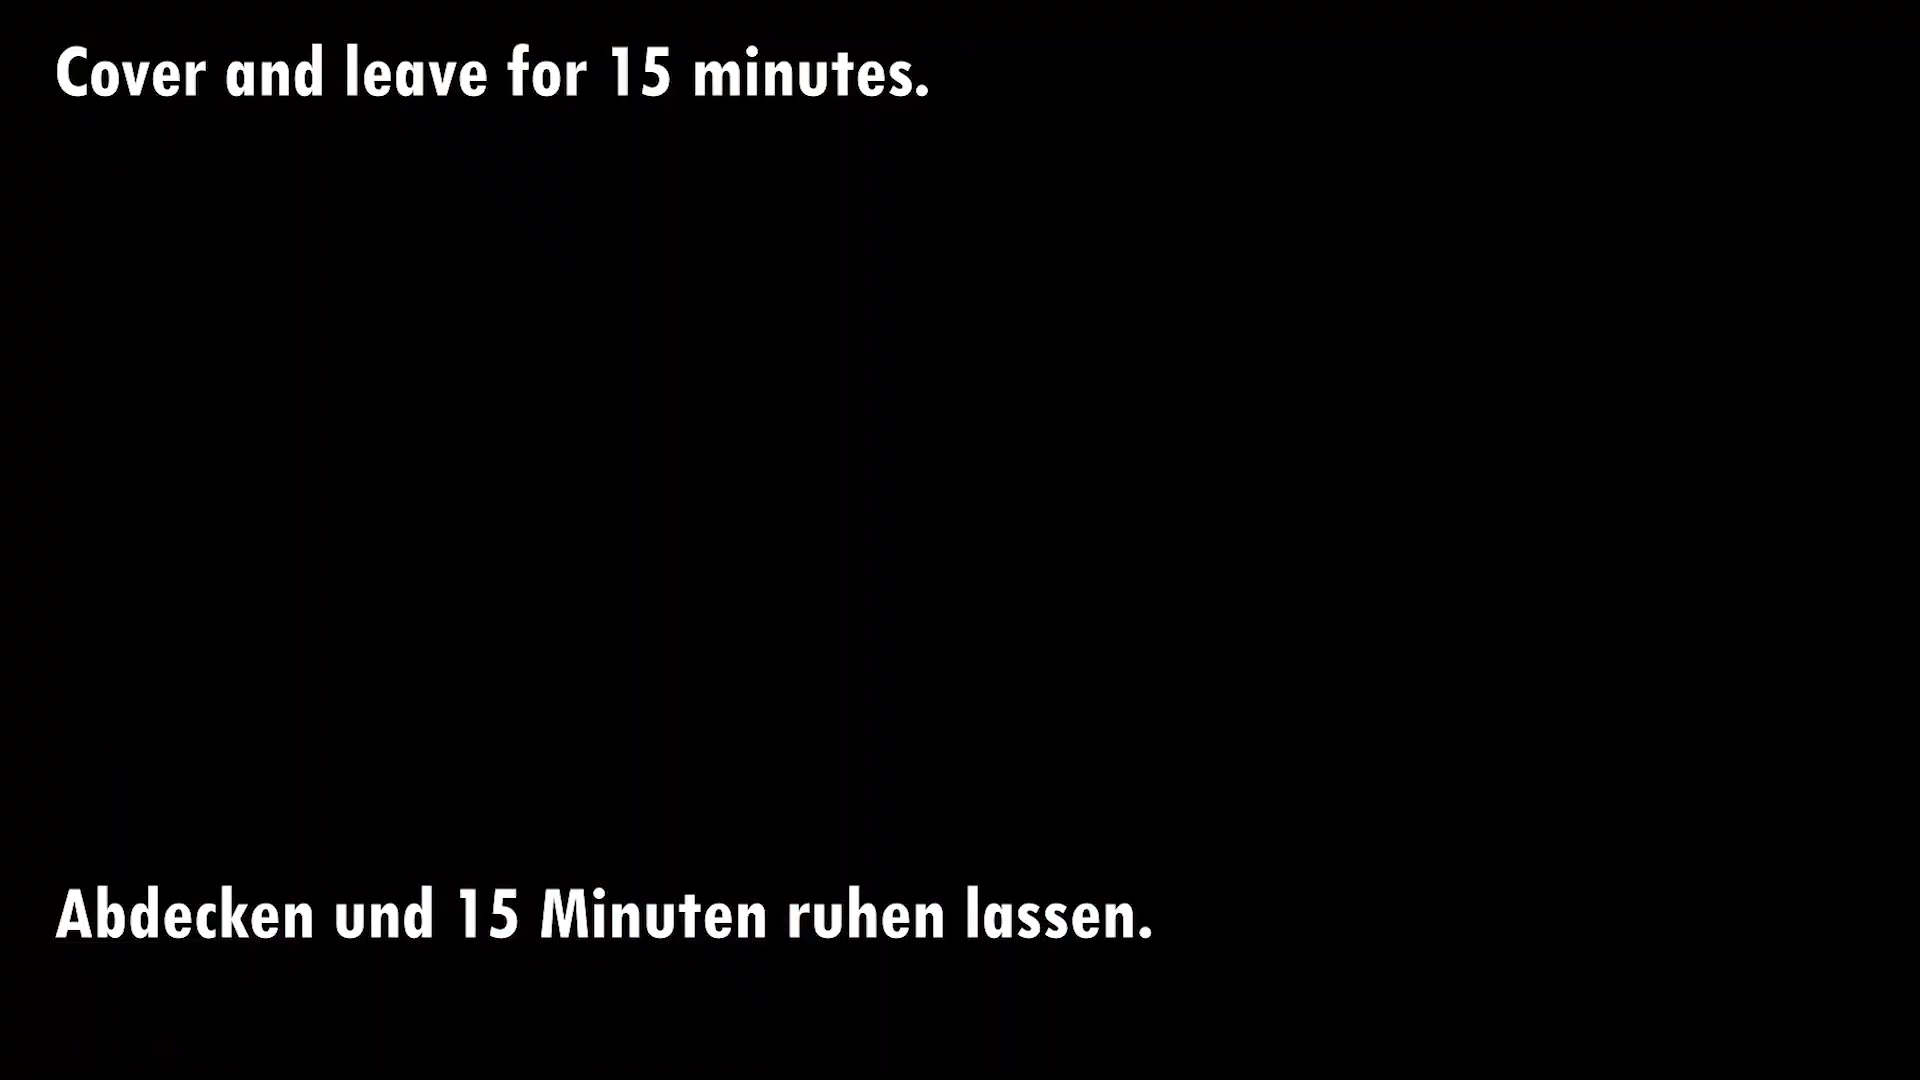 Cover and leave for 15 minutes.
Abdecken und 15 Minuten ruhen lassen.